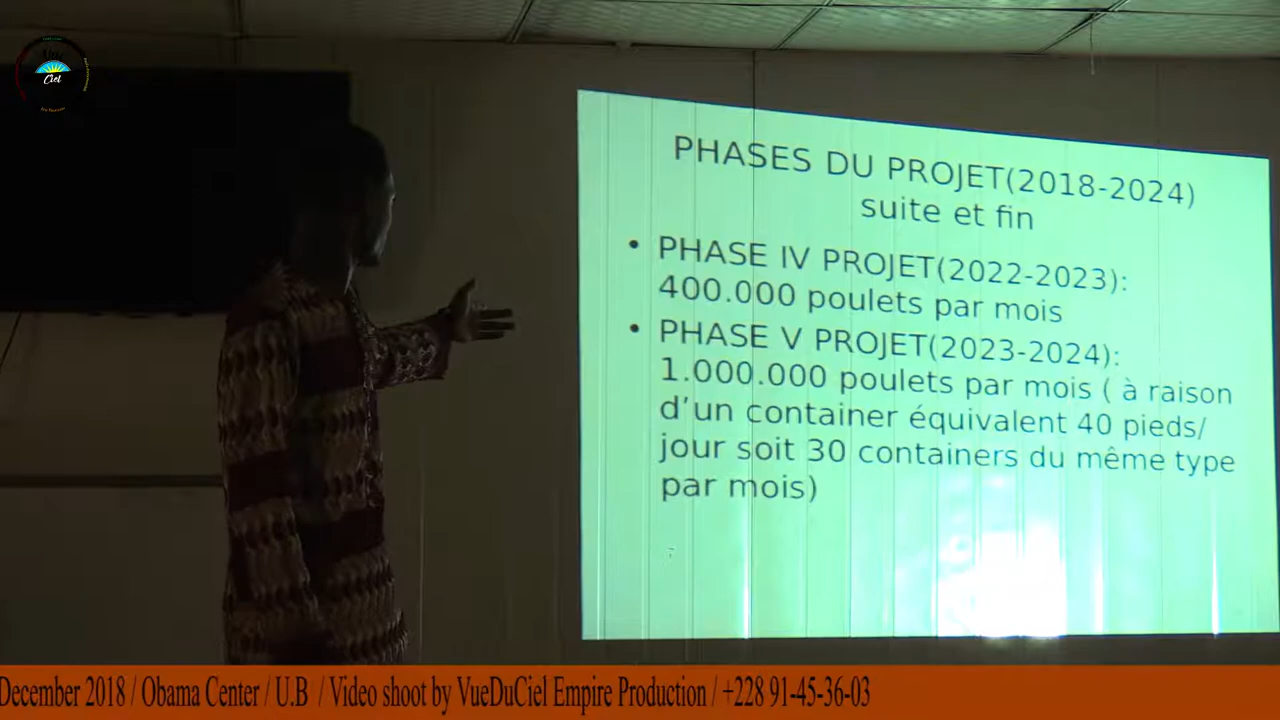 Ciel
PHASES DU PROJET(2018-2024)
suite et fin
• PHASE IV PROJET(2022-2023):
400.000 poulets par mois
• PHASE V PROJET(2023-2024):
1.000.000 poulets par mois ( à raison
d’un container équivalent 40 pieds/
jour soit 30 containers du même type
par mois)
December 2018 / Obama Center / U.B / Video shoot by VueDuCiel Empire Production / +228 91-45-36-03